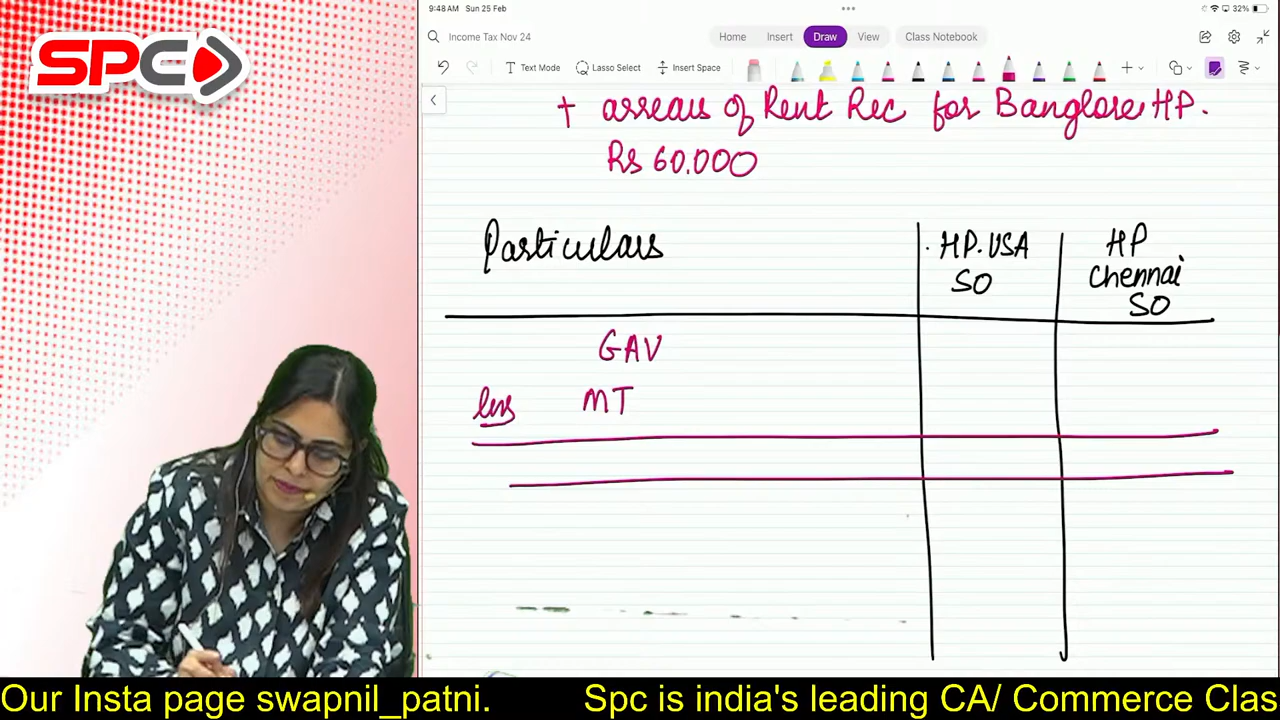 9:48 AM Sun 25 Feb
32%
SPC
Income Tax Nov 24
Home Insert Draw View Class Notebook
Text Mode Lasso Select Insert Space
+ arrears of Rent Rec for Banglore HP.
Rs 60,000
Particulars
HP. USA
SO
HP
Chennai
SO
GAV
less MT
Our Insta page swapnil_patni. Spc is india's leading CA/ Commerce Clas